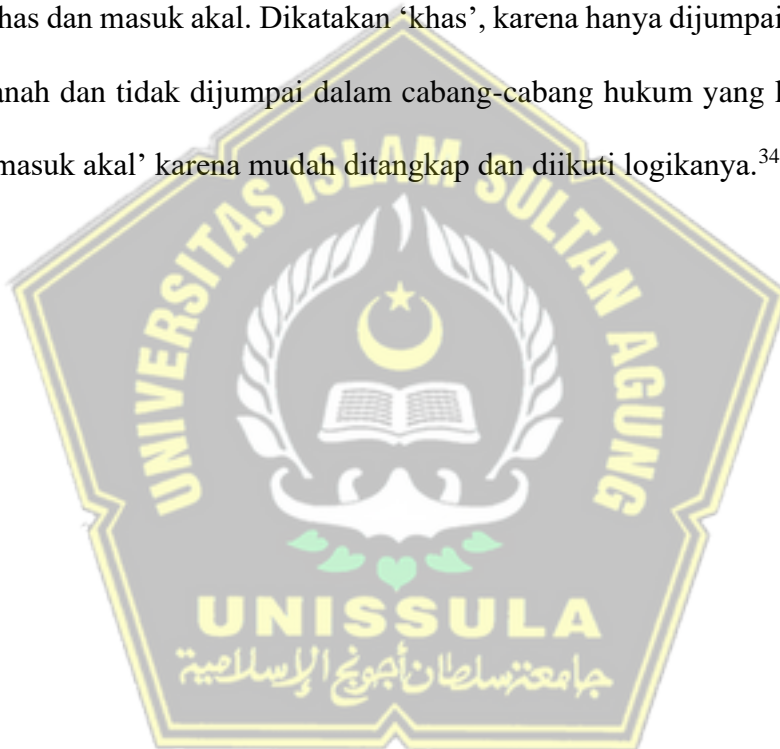 has dan masuk akal. Dikatakan ‘khas’, karena hanya dijumpai
anah dan tidak dijumpai dalam cabang-cabang hukum yang
masuk akal’ karena mudah ditangkap dan diikuti logikanya.34
UNIVERSITAS ISLAM SULTAN AGUNG
UNISSULA
جامعة سلطان أجونج الإسلامية